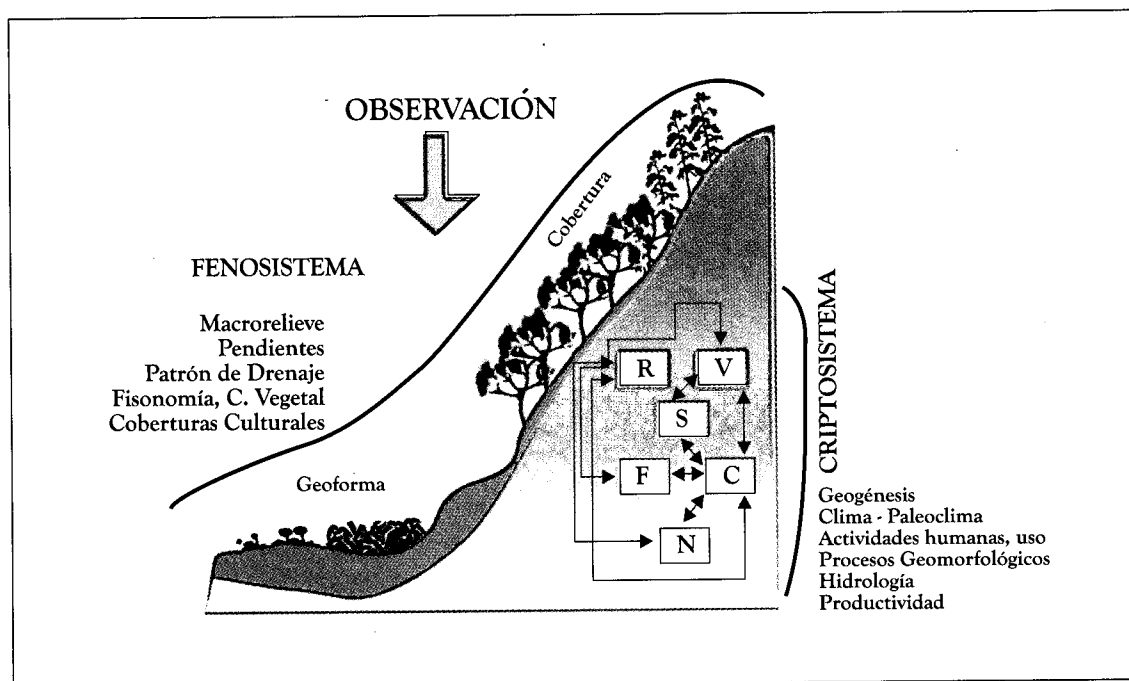 OBSERVACIÓN
Cobertura
FENOSISTEMA
Macrorelieve
Pendientes
Patrón de Drenaje
Fisonomía, C. Vegetal
Coberturas Culturales
Geoforma
R
V
S
F
C
N
CRIPTOSISTEMA
Geogénesis
Clima - Paleoclima
Actividades humanas, uso
Procesos Geomorfológicos
Hidrología
Productividad